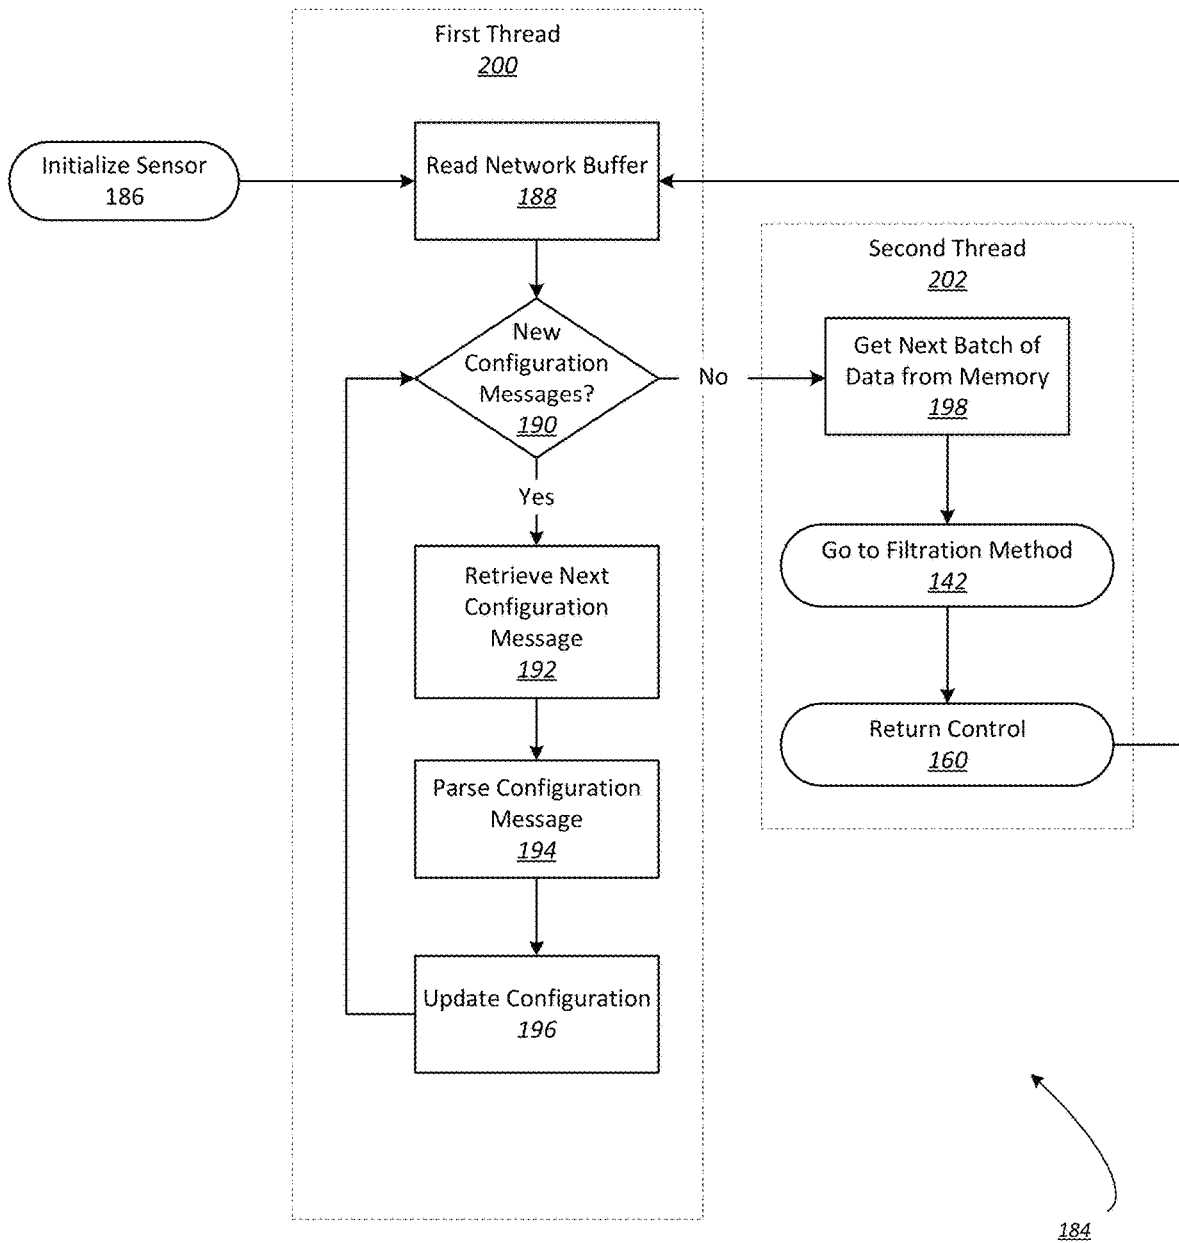 First Thread
200
Initialize Sensor
186
Read Network Buffer
188
Second Thread
202
New
Configuration
Messages?
190
No
Get Next Batch of
Data from Memory
198
Yes
Go to Filtration Method
142
Retrieve Next
Configuration
Message
192
Return Control
160
Parse Configuration
Message
194
Update Configuration
196
184